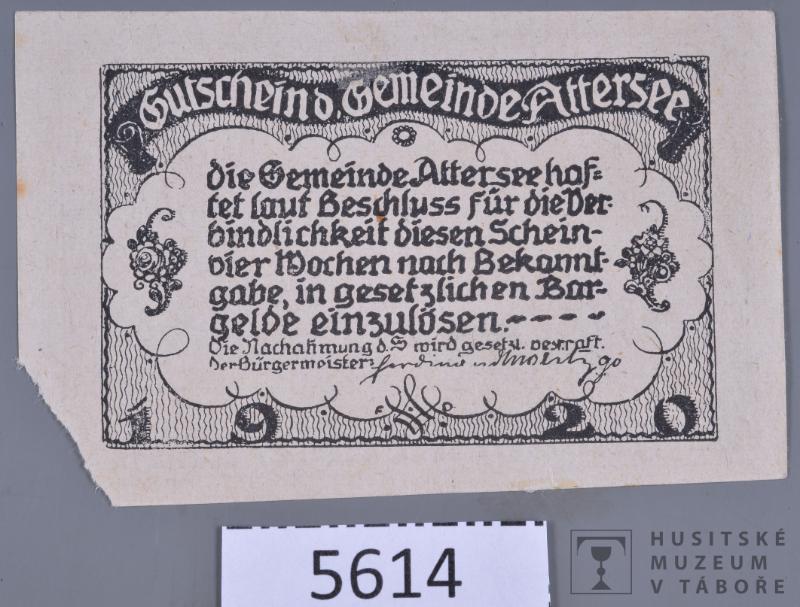 Gutschein d. Gemeinde Attersee
die Gemeinde Attersee haf=
tet laut Beschluss für die Ver-
bindlichkeit diesen Schein-
vier Wochen nach Bekannt-
gabe, in gesetzlichen Bar-
gelde einzulösen.----
Die Nachahmung d. S wird gesetzl. bestraft.
Der Bürgermeister:
1920
5614
HUSITSKÉ
MUZEUM
V TÁBOŘE